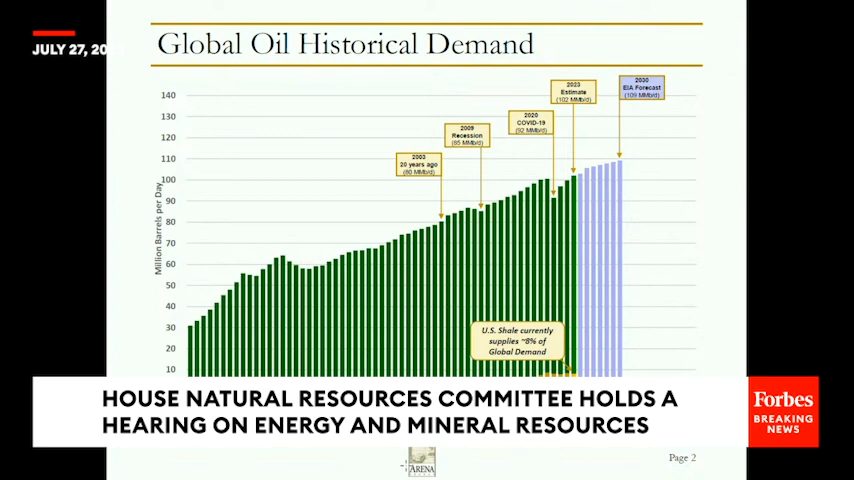 JULY 27, 20
Global Oil Historical Demand
140
130
120
110
100
90
80
70
60
50
40
30
20
10
Million Barrels per Day
2003
20 years ago
(80 MMb/d)
2009
Recession
(85 MMb/d)
2020
COVID-19
(92 MMb/d)
2023
Estimate
(102 MMb/d)
2030
EIA Forecast
(109 MMb/d)
U.S. Shale currently
supplies ~8% of
Global Demand
HOUSE NATURAL RESOURCES COMMITTEE HOLDS A
HEARING ON ENERGY AND MINERAL RESOURCES
Forbes
BREAKING
NEWS
ARENA
Page 2